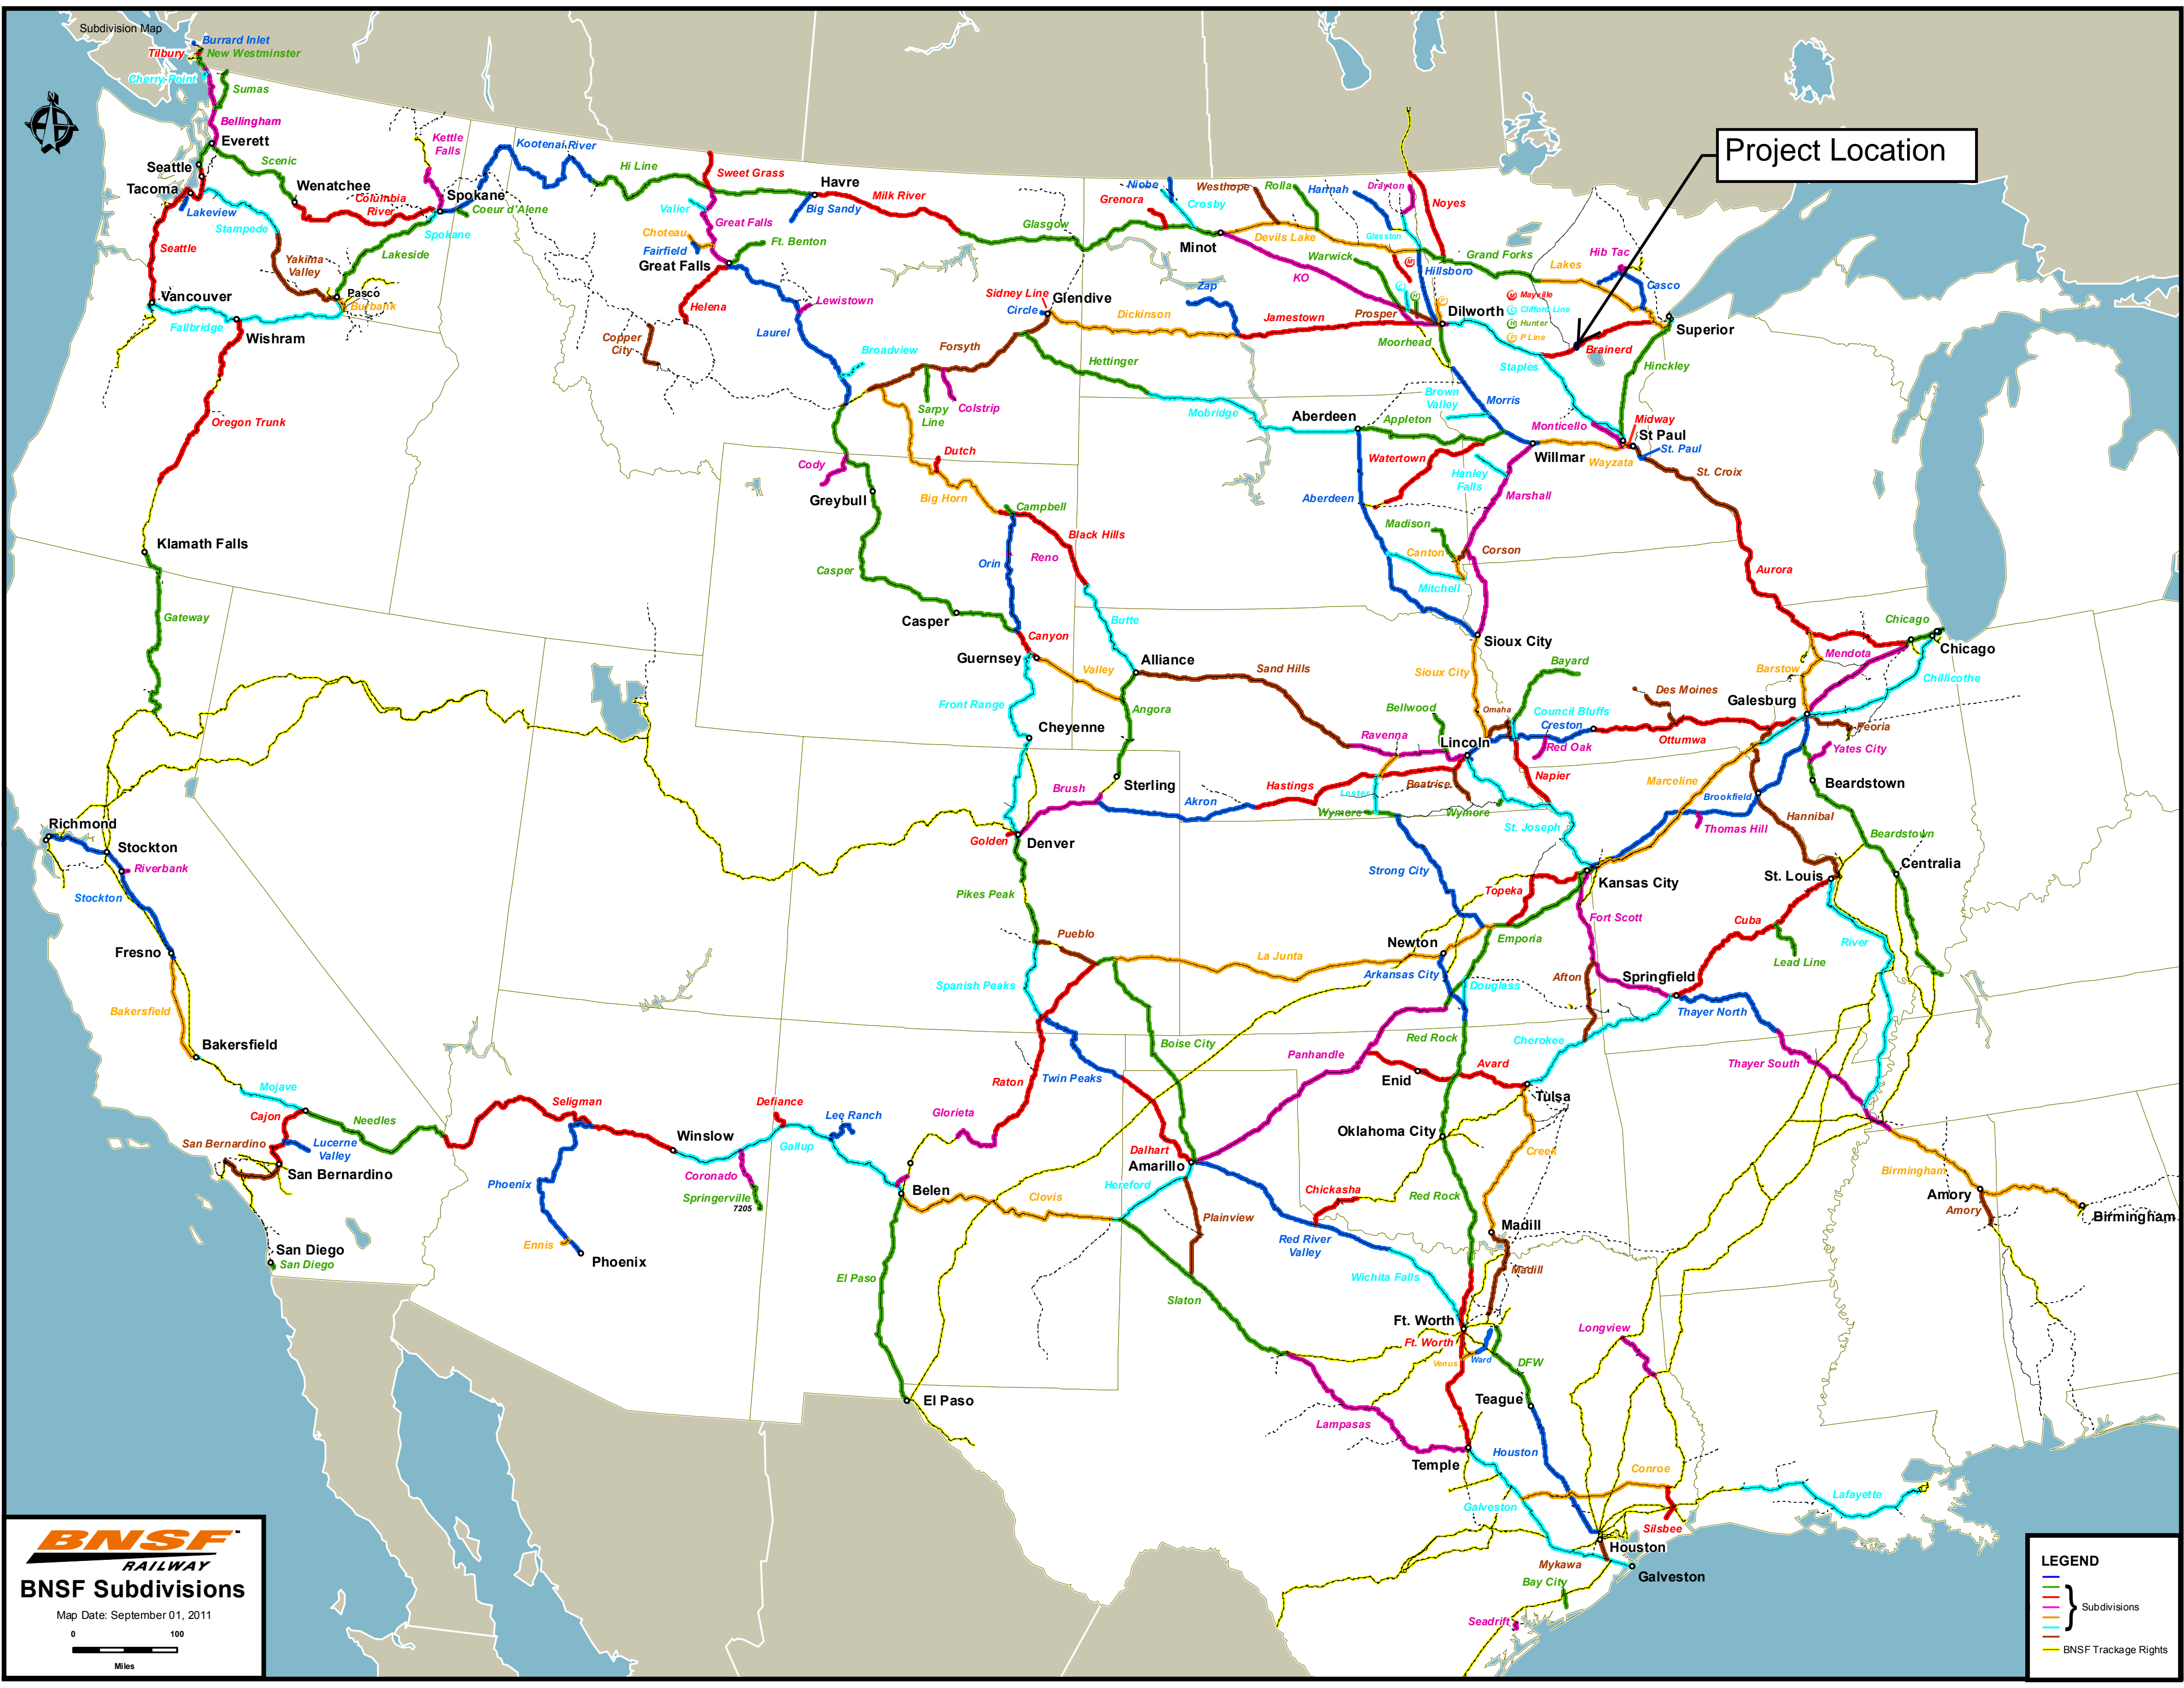 Subdivision Map
Burrard Inlet
Tilbury
New Westminster
Cherry Point
Sumas
Bellingham
Everett
Seattle
Tacoma
Lakeview
Scenic
Wenatchee
Columbia
River
Kettle
Falls
Spokane
Coeur d'Alene
Spokane
Stampede
Seattle
Yakima
Valley
Lakeside
Pasco
Burbank
Vancouver
Fallbridge
Wishram
Oregon Trunk
Klamath Falls
Gateway
Kootenai River
Hi Line
Sweet Grass
Valier
Great Falls
Choteau
Fairfield
Great Falls
Ft. Benton
Helena
Copper
City
Havre
Big Sandy
Milk River
Lewistown
Laurel
Broadview
Forsyth
Sarpy
Line
Colstrip
Glasgow
Sidney Line
Circle
Glendive
Dickinson
Hettinger
Mobridge
Niobe
Grenora
Crosby
Minot
Westhope
Rolla
Hannah
Drayton
Noyes
Devils Lake
Glasston
Warwick
KO
Zap
Jamestown
Prosper
Hillsboro
Grand Forks
M
C
H
P
Dilworth
M Mayville
C Clifford Line
H Hunter
P P Line
Moorhead
Lakes
Hib Tac
Casco
Superior
Project Location
Brainerd
Staples
Hinckley
Brown
Valley
Morris
Aberdeen
Appleton
Monticello
Midway
St Paul
St. Paul
Willmar
Wayzata
St. Croix
Watertown
Hanley
Falls
Marshall
Aberdeen
Madison
Canton
Corson
Mitchell
Aurora
Cody
Greybull
Dutch
Big Horn
Campbell
Black Hills
Orin
Reno
Casper
Casper
Canyon
Guernsey
Butte
Valley
Alliance
Sand Hills
Front Range
Angora
Cheyenne
Sterling
Brush
Akron
Golden
Denver
Pikes Peak
Pueblo
Spanish Peaks
La Junta
Sioux City
Sioux City
Bayard
Bellwood
Omaha
Council Bluffs
Creston
Red Oak
Des Moines
Ottumwa
Ravenna
Lincoln
Hastings
Lester
Beatrice
Napier
Wymore
Wymore
St. Joseph
Chicago
Chicago
Mendota
Barstow
Chillicothe
Galesburg
Peoria
Yates City
Beardstown
Marceline
Brookfield
Thomas Hill
Hannibal
Beardstown
Centralia
St. Louis
Cuba
Lead Line
River
Strong City
Topeka
Kansas City
Fort Scott
Emporia
Newton
Arkansas City
Douglass
Afton
Springfield
Thayer North
Thayer South
Cherokee
Richmond
Stockton
Riverbank
Stockton
Fresno
Bakersfield
Bakersfield
Mojave
Cajon
Needles
San Bernardino
Lucerne
Valley
San Bernardino
San Diego
San Diego
Seligman
Phoenix
Ennis
Phoenix
Winslow
Coronado
Springerville
7205
Defiance
Gallup
Lee Ranch
Belen
Glorieta
Raton
Twin Peaks
Boise City
Clovis
El Paso
El Paso
Dalhart
Amarillo
Hereford
Plainview
Slaton
Panhandle
Red Rock
Enid
Avard
Tulsa
Oklahoma City
Creek
Red Rock
Chickasha
Red River
Valley
Wichita Falls
Madill
Madill
Ft. Worth
Ft. Worth
Venus
Ward
DFW
Teague
Houston
Lampasas
Temple
Galveston
Longview
Conroe
Silsbee
Lafayette
Houston
Mykawa
Galveston
Bay City
Seadrift
Birmingham
Amory
Amory
Birmingham
BNSF
RAILWAY
BNSF Subdivisions
Map Date: September 01, 2011
0 100
Miles
LEGEND
Subdivisions
BNSF Trackage Rights